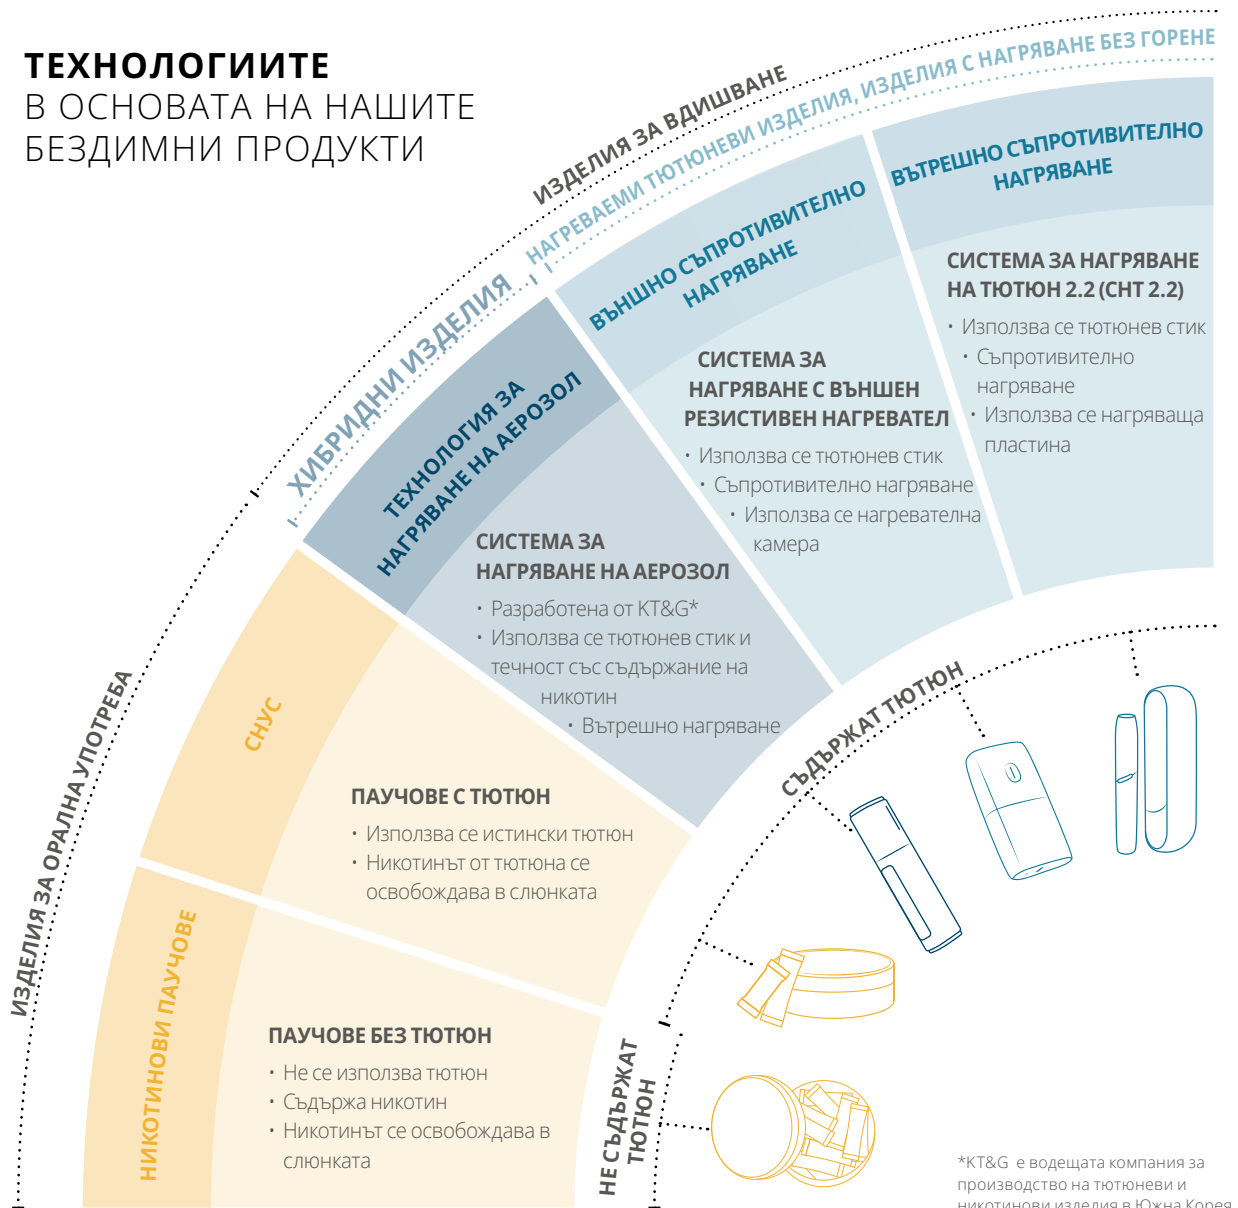 ТЕХНОЛОГИИТЕ
В ОСНОВАТА НА НАШИТЕ
БЕЗДИМНИ ПРОДУКТИ
ИЗДЕЛИЯ ЗА ВДИШВАНЕ
НАГРЕВАЕМИ ТЮТЮНЕВИ ИЗДЕЛИЯ, ИЗДЕЛИЯ С НАГРЯВАНЕ БЕЗ ГОРЕНЕ
ВЪТРЕШНО СЪПРОТИВИТЕЛНО
НАГРЯВАНЕ
СИСТЕМА ЗА НАГРЯВАНЕ
НА ТЮТЮН 2.2 (СНТ 2.2)
• Използва се тютюнев стик
• Съпротивително
нагряване
• Използва се нагряваща
пластина
ВЪНШНО СЪПРОТИВИТЕЛНО
НАГРЯВАНЕ
СИСТЕМА ЗА
НАГРЯВАНЕ С ВЪНШЕН
РЕЗИСТИВЕН НАГРЕВАТЕЛ
• Използва се тютюнев стик
• Съпротивително нагряване
• Използва се нагревателна
камера
ХИБРИДНИ ИЗДЕЛИЯ
ТЕХНОЛОГИЯ ЗА
НАГРЯВАНЕ НА АЕРОЗОЛ
СИСТЕМА ЗА
НАГРЯВАНЕ НА АЕРОЗОЛ
• Разработена от KT&G*
• Използва се тютюнев стик и
течност със съдържание на
никотин
• Вътрешно нагряване
ИЗДЕЛИЯ ЗА ОРАЛНА УПОТРЕБА
СНУС
ПАУЧОВЕ С ТЮТЮН
• Използва се истински тютюн
• Никотинът от тютюна се
освобождава в слюнката
НИКОТИНОВИ ПАУЧОВЕ
ПАУЧОВЕ БЕЗ ТЮТЮН
• Не се използва тютюн
• Съдържа никотин
• Никотинът се освобождава в
слюнката
СЪДЪРЖАТ ТЮТЮН
НЕ СЪДЪРЖАТ
ТЮТЮН
*KT&G е водещата компания за
производство на тютюневи и
никотинови изделия в Южна Корея